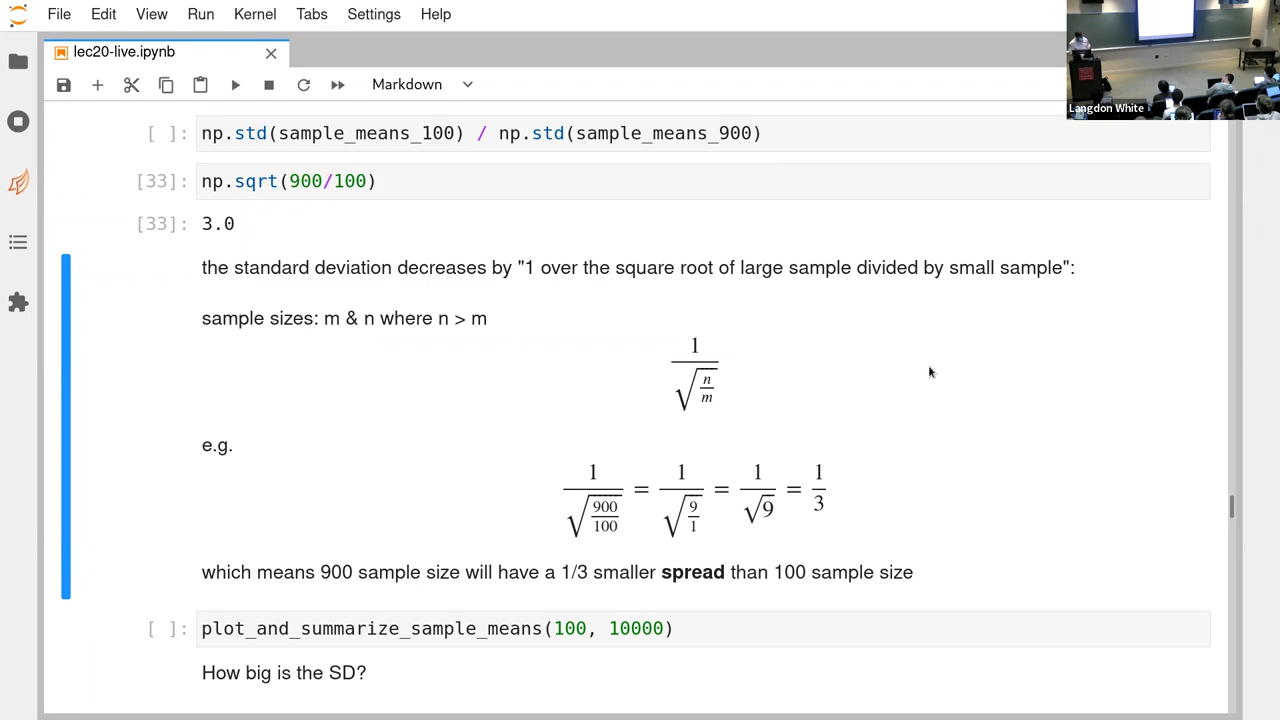 File Edit View Run Kernel Tabs Settings Help
lec20-live.ipynb
Markdown
Langdon White
[ ]: np.std(sample_means_100) / np.std(sample_means_900)
[33]: np.sqrt(900/100)
[33]: 3.0
the standard deviation decreases by "1 over the square root of large sample divided by small sample":
sample sizes: m & n where n > m
1/√(n/m)
e.g.
1/√(900/100) = 1/√(9/1) = 1/√9 = 1/3
which means 900 sample size will have a 1/3 smaller spread than 100 sample size
[ ]: plot_and_summarize_sample_means(100, 10000)
How big is the SD?